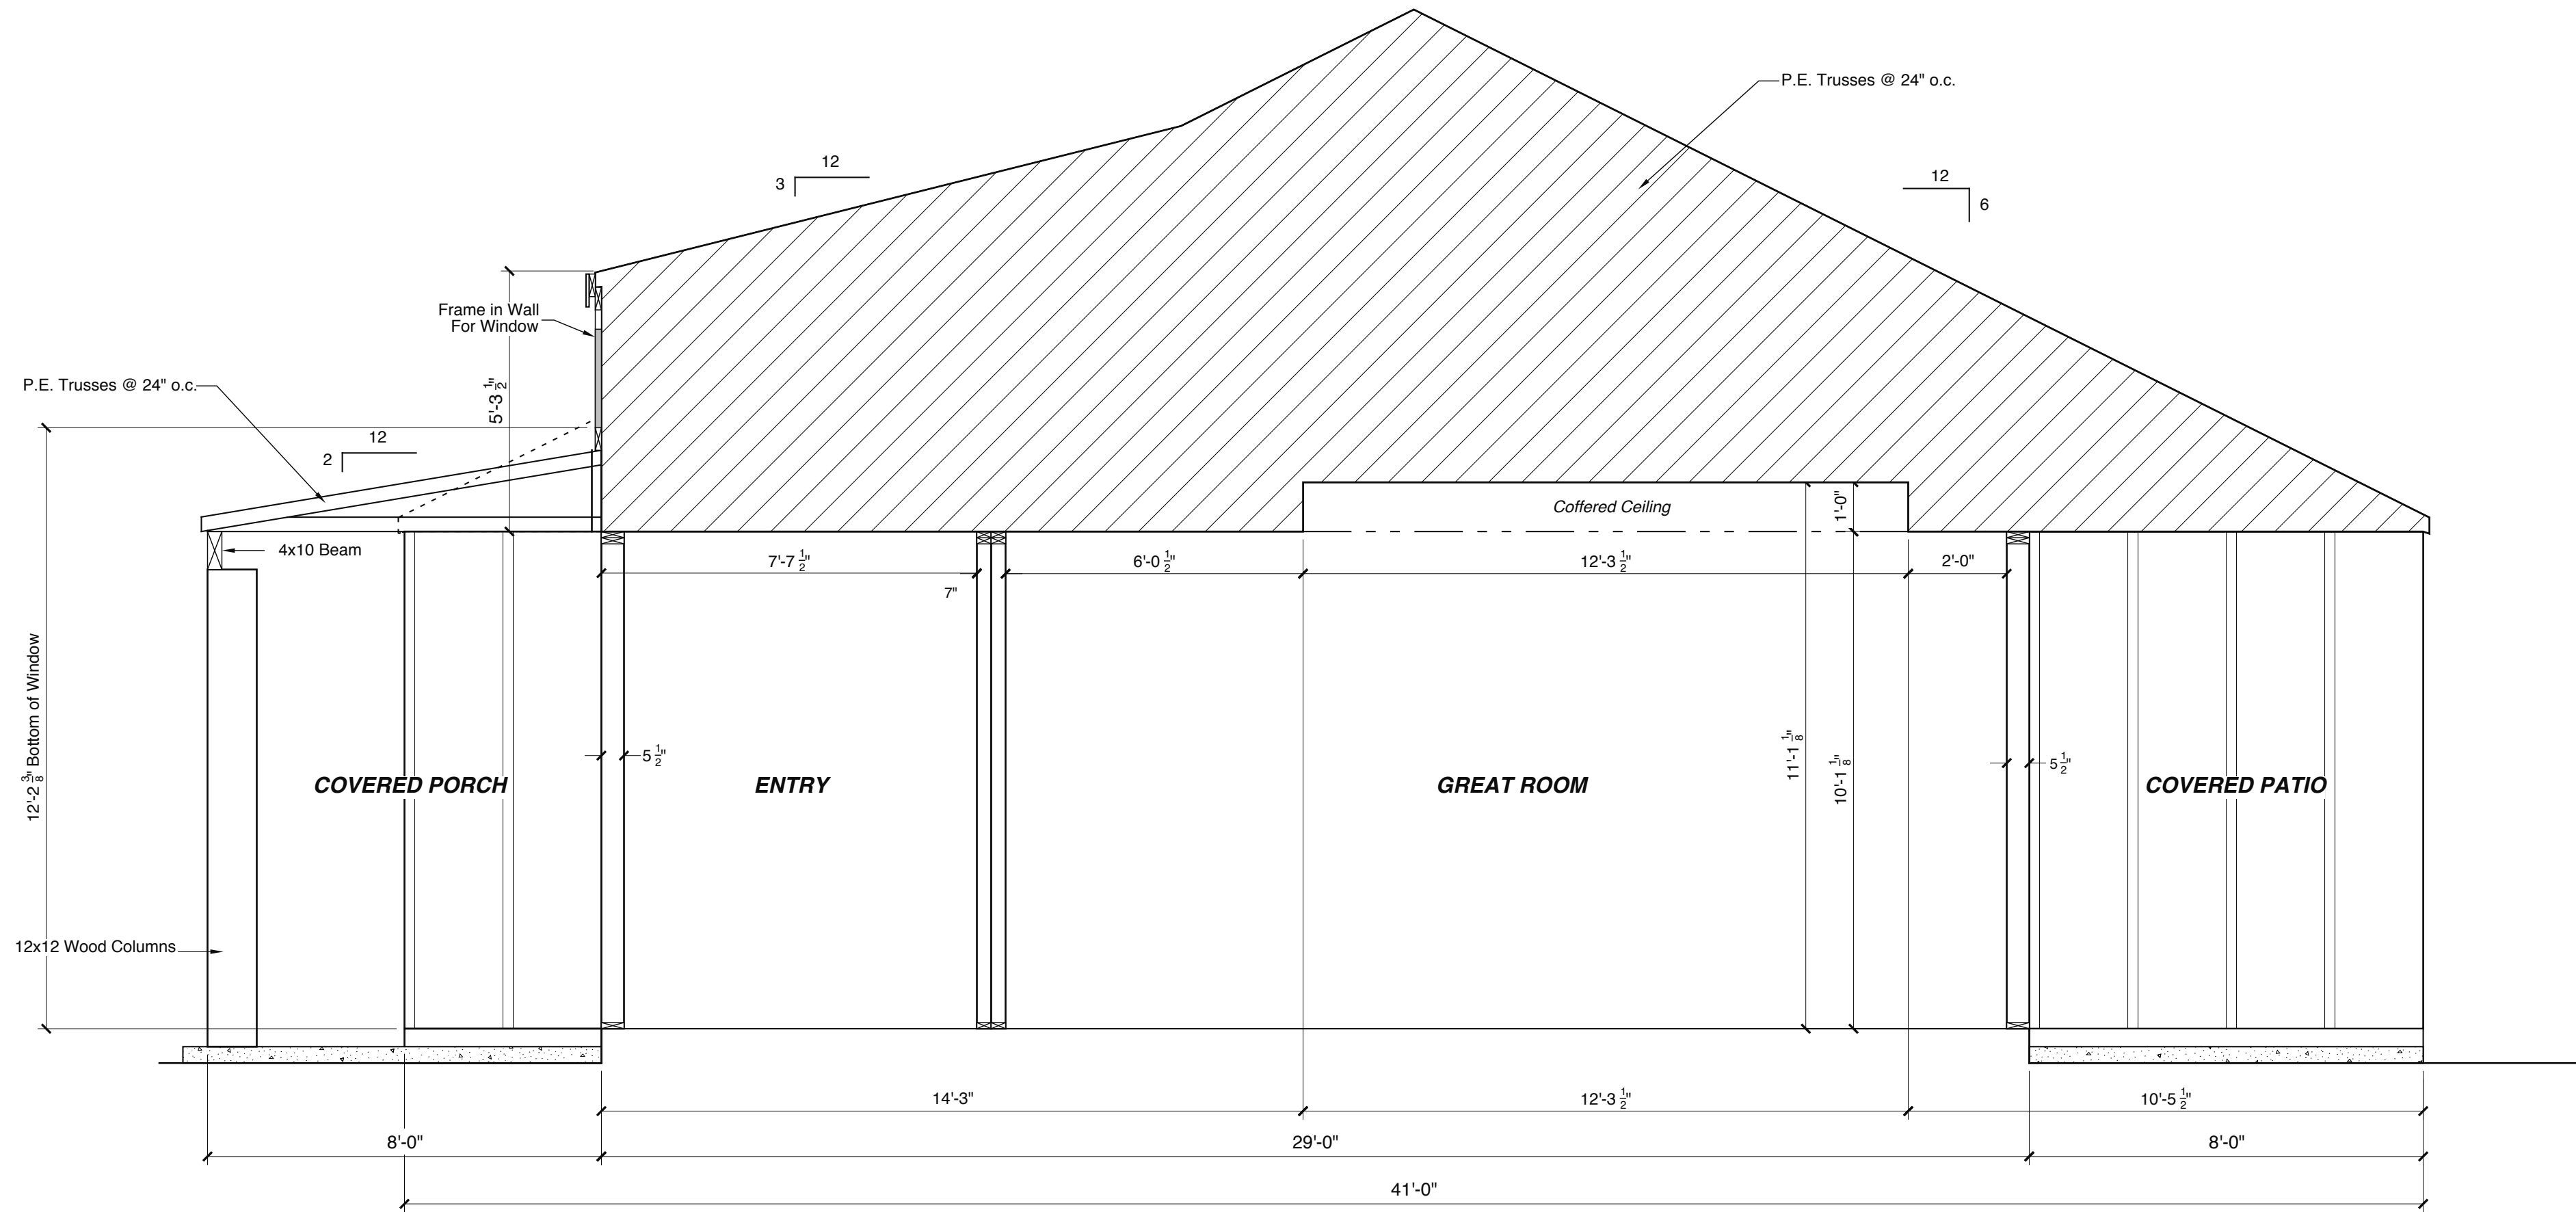 P.E. Trusses @ 24" o.c.
12
3
12
6
Frame in Wall
For Window
5'-3 1/2"
P.E. Trusses @ 24" o.c.
12
2
Coffered Ceiling
1'-0"
4x10 Beam
7'-7 1/2"
6'-0 1/2"
12'-3 1/2"
2'-0"
7"
12'-2 3/8" Bottom of Window
5 1/2"
11'-1 1/8"
10'-1 1/8"
5 1/2"
COVERED PORCH
ENTRY
GREAT ROOM
COVERED PATIO
12x12 Wood Columns
14'-3"
12'-3 1/2"
10'-5 1/2"
8'-0"
29'-0"
8'-0"
41'-0"